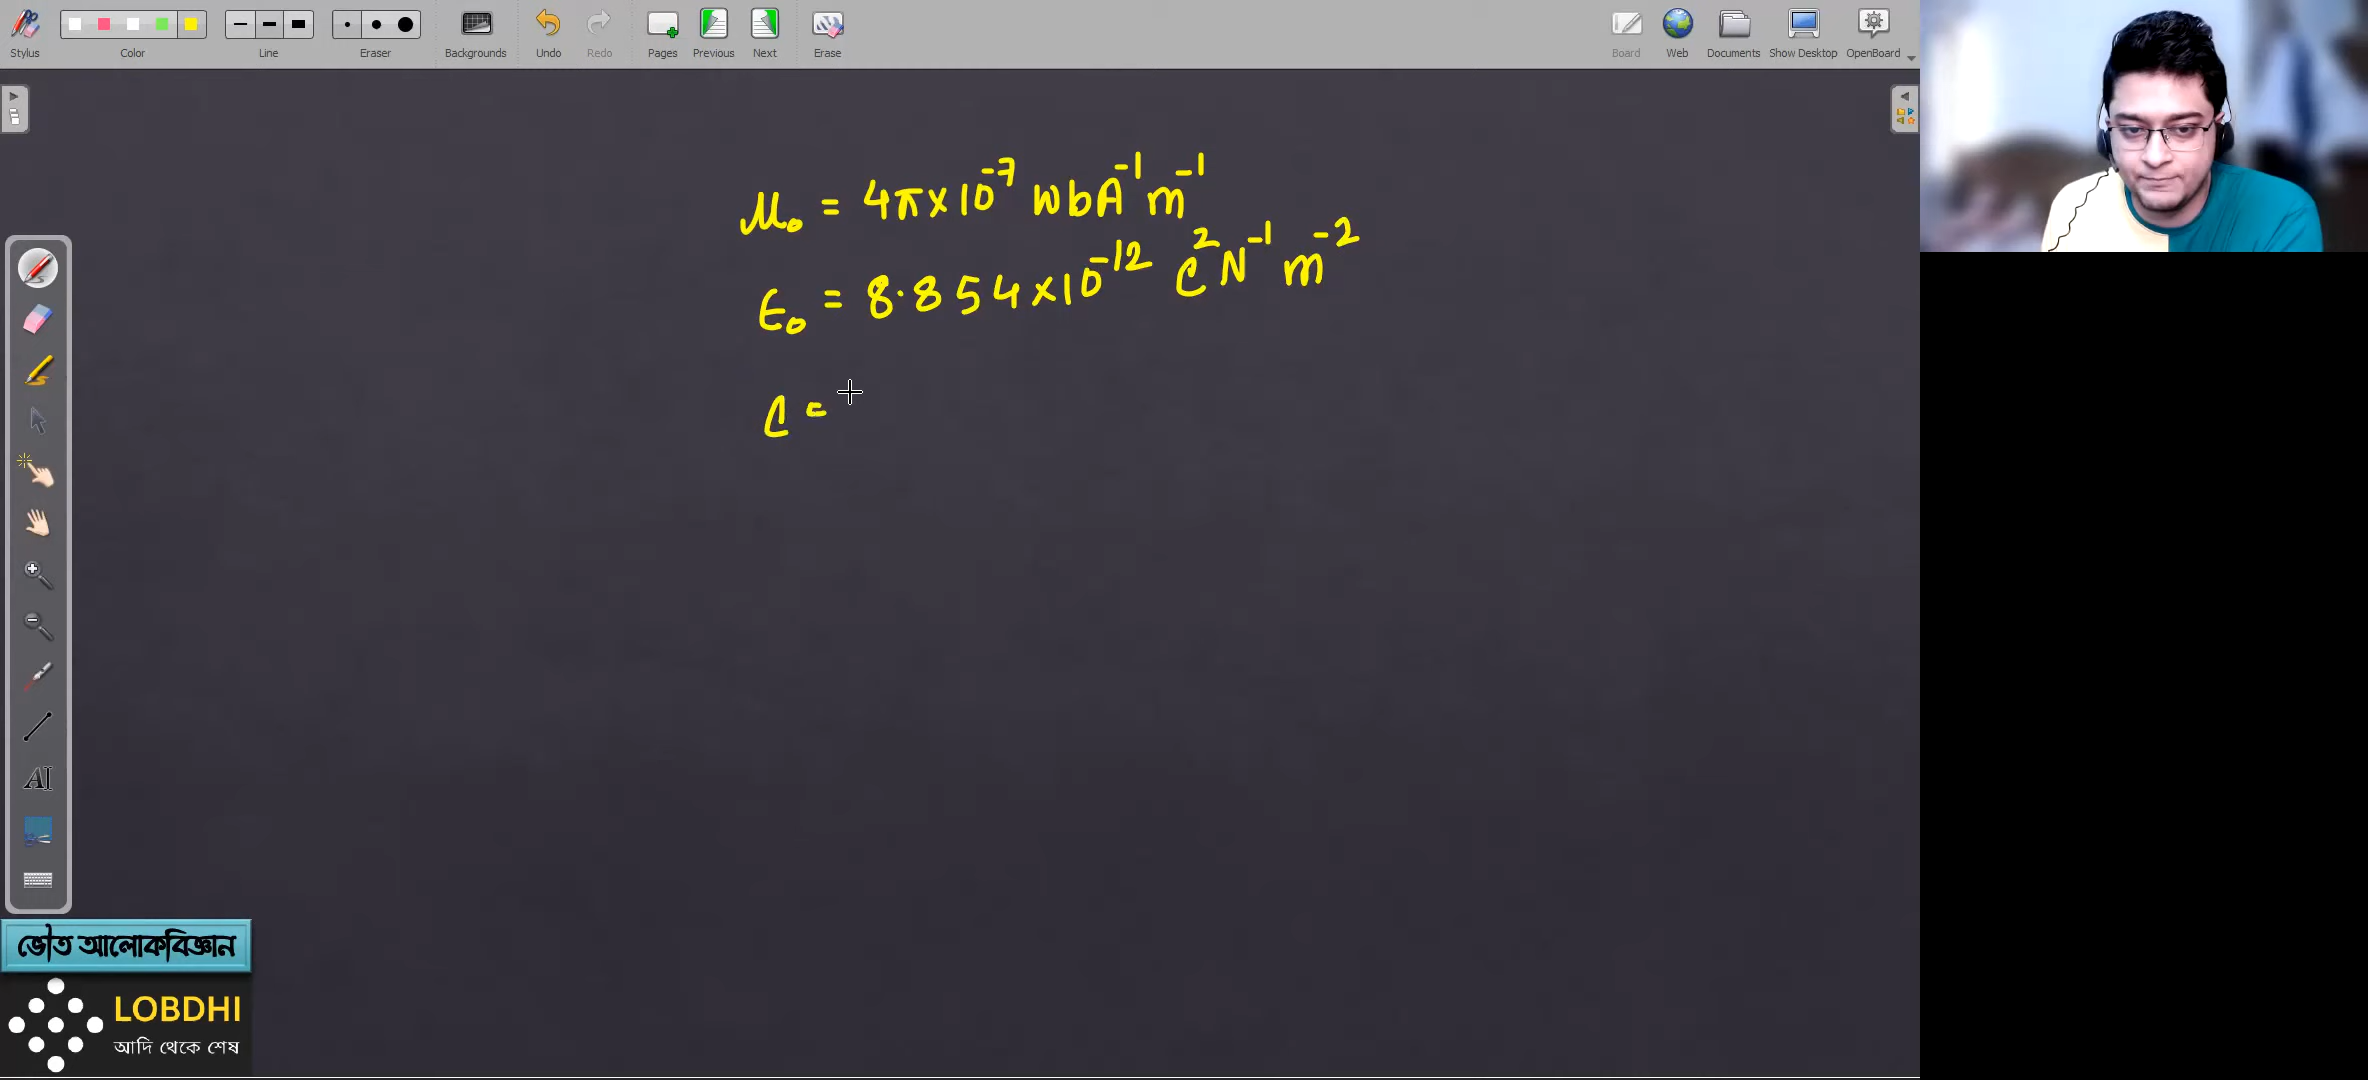 Stylus
Color
Line
Eraser
Backgrounds
Undo
Redo
Pages
Previous
Next
Erase
Board
Web
Documents
Show Desktop
OpenBoard
μ₀ = 4π×10⁻⁷ wbA⁻¹m⁻¹
ϵ₀ = 8.854×10⁻¹² C²N⁻¹m⁻²
C =
AI
ভৌত আলোকবিজ্ঞান
LOBDHI
আদি থেকে শেষ